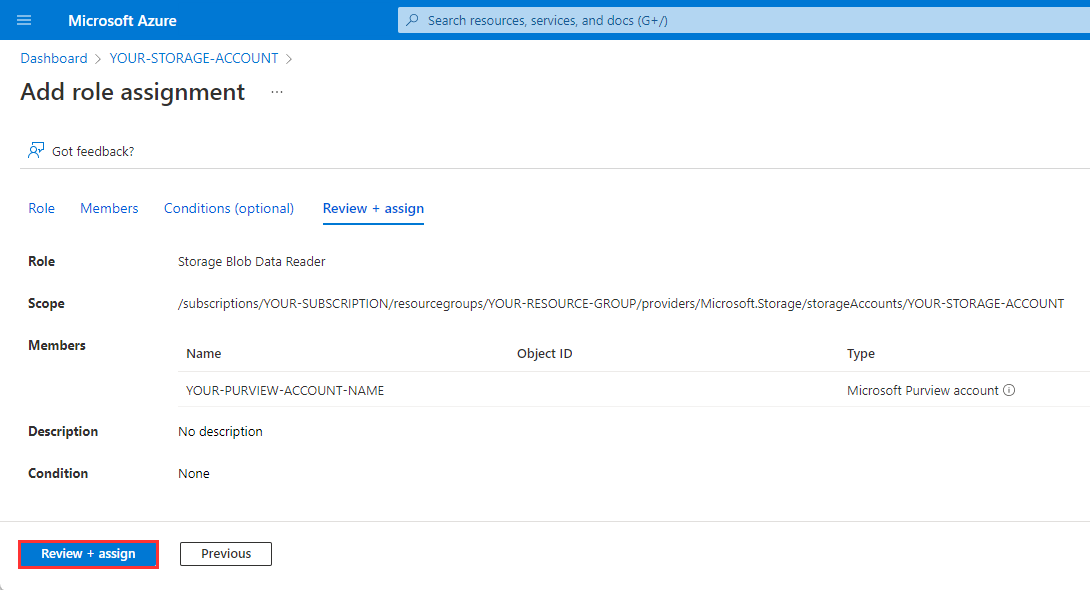 Microsoft Azure
Search resources, services, and docs (G+/)
Dashboard > YOUR-STORAGE-ACCOUNT >
Add role assignment ...
Got feedback?
Role Members Conditions (optional) Review + assign
Role Storage Blob Data Reader
Scope /subscriptions/YOUR-SUBSCRIPTION/resourcegroups/YOUR-RESOURCE-GROUP/providers/Microsoft.Storage/storageAccounts/YOUR-STORAGE-ACCOUNT
Members
Name Object ID Type
YOUR-PURVIEW-ACCOUNT-NAME Microsoft Purview account
Description No description
Condition None
Review + assign Previous